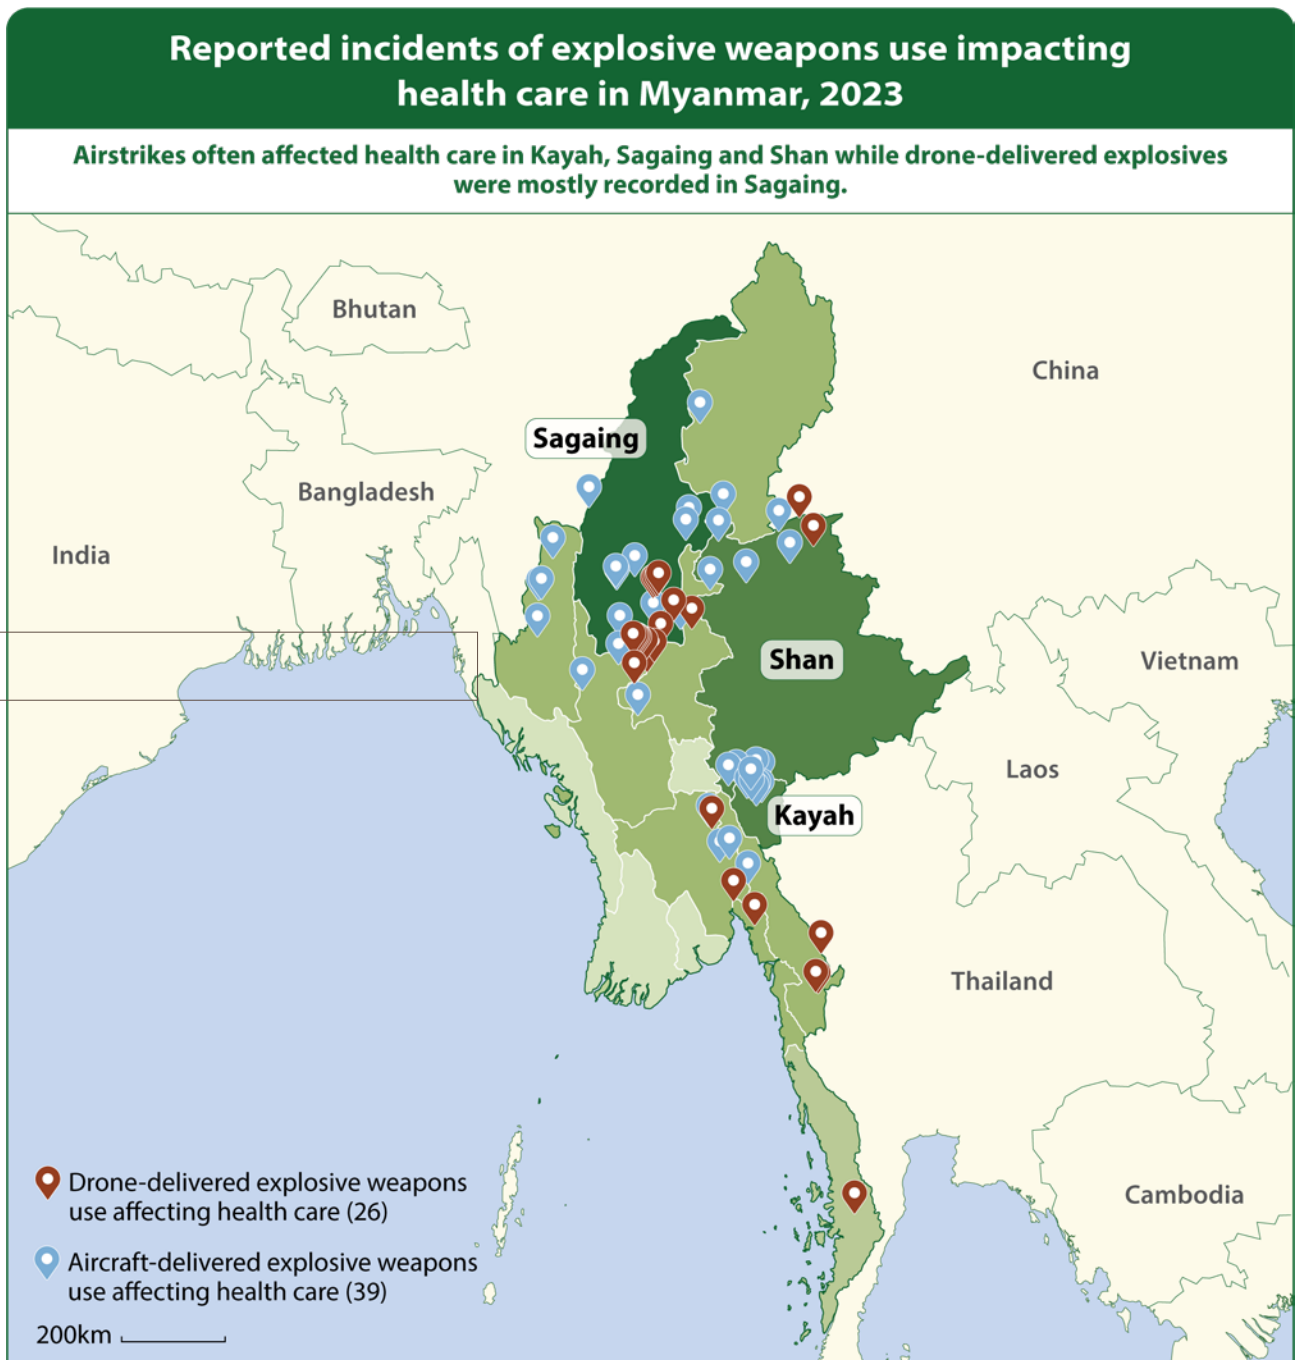 Reported incidents of explosive weapons use impacting
health care in Myanmar, 2023
Airstrikes often affected health care in Kayah, Sagaing and Shan while drone-delivered explosives
were mostly recorded in Sagaing.
Bhutan
China
Sagaing
Bangladesh
India
Shan
Vietnam
Laos
Kayah
Thailand
Cambodia
Drone-delivered explosive weapons
use affecting health care (26)
Aircraft-delivered explosive weapons
use affecting health care (39)
200km